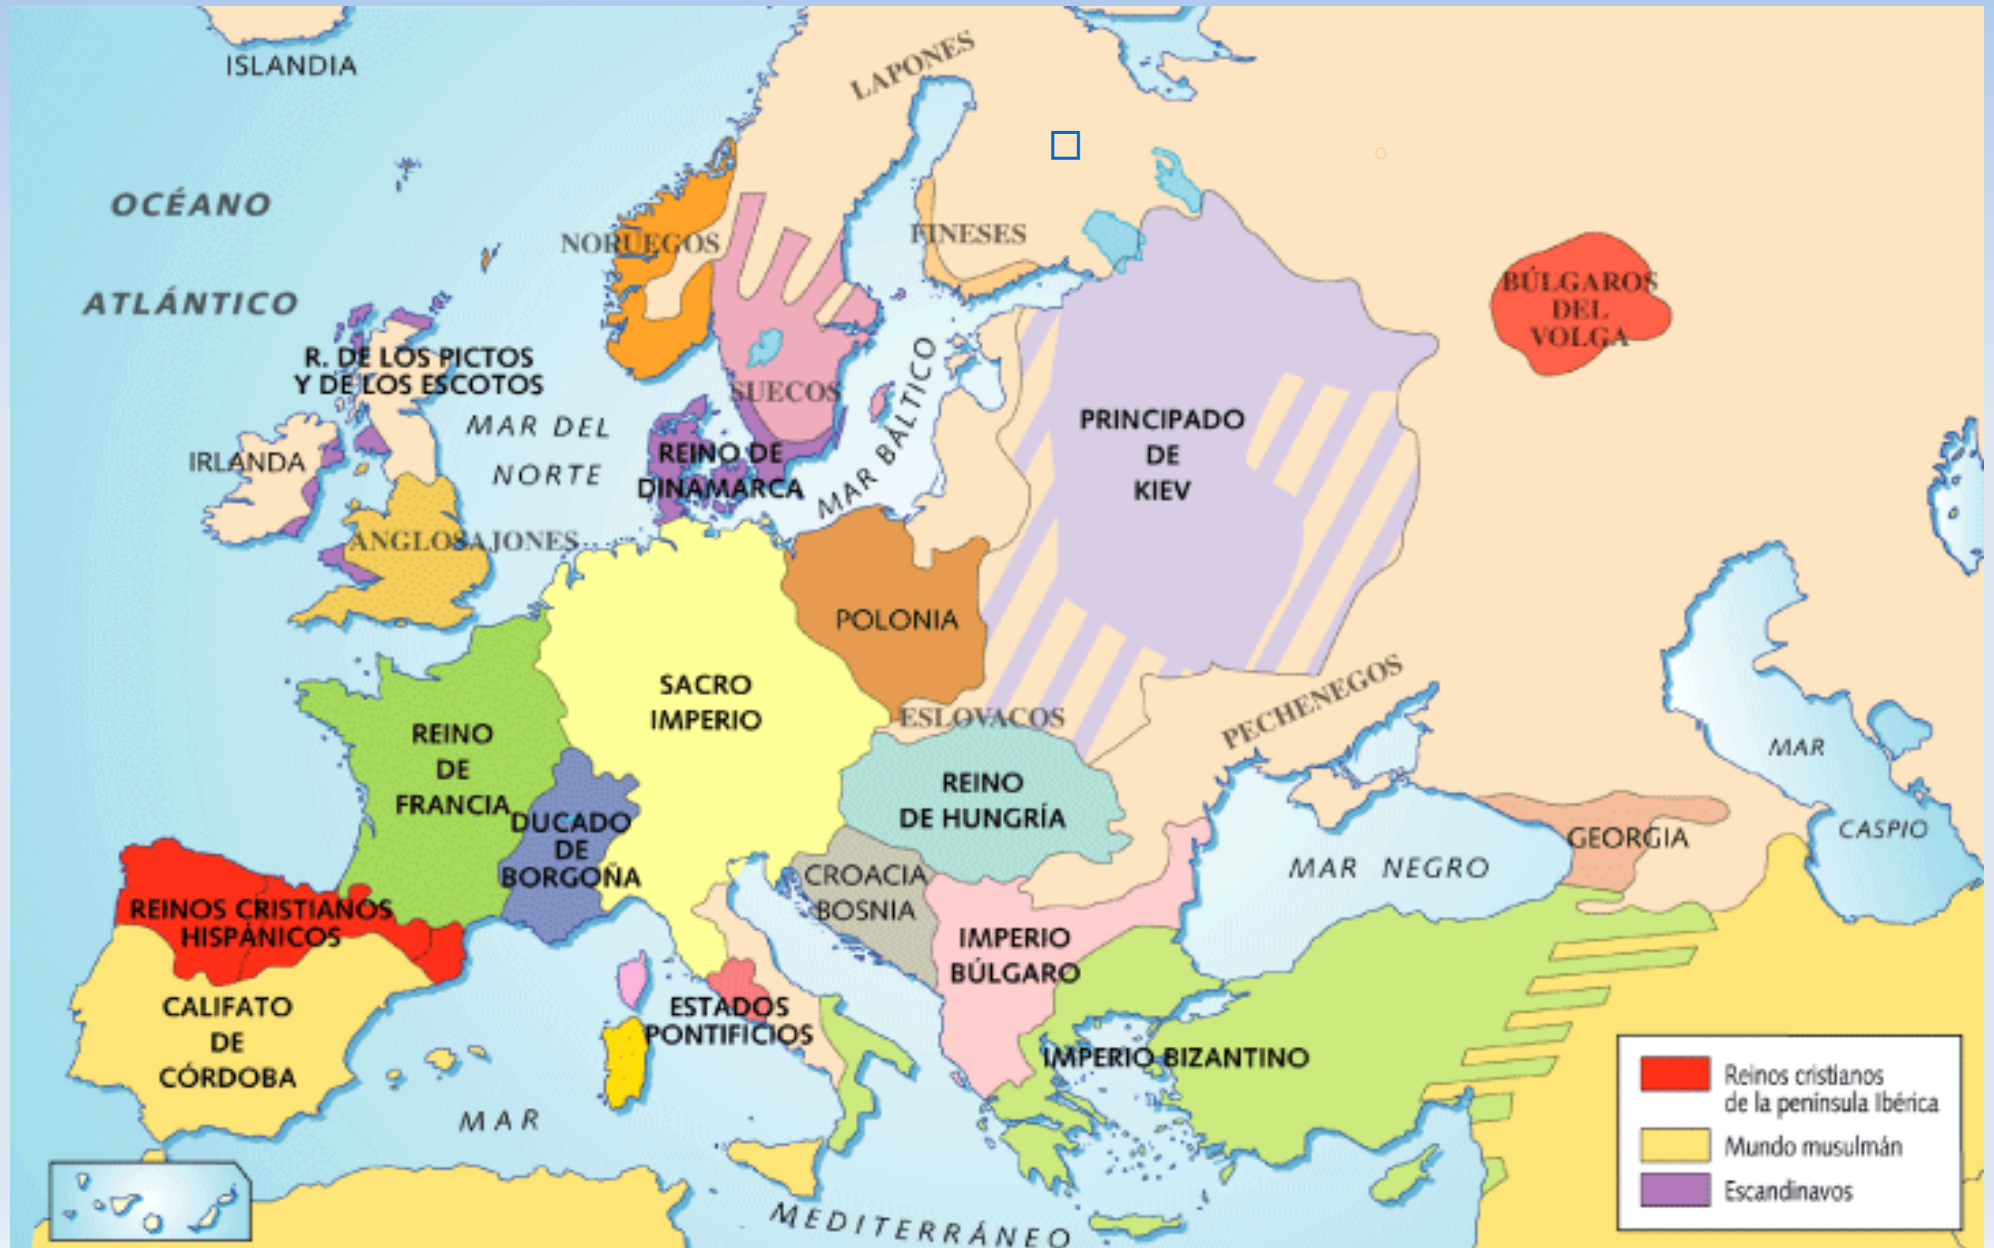 ISLANDIA
LAPONES
OCÉANO
ATLÁNTICO
NORUEGOS
FINESES
BÚLGAROS
DEL
VOLGA
R. DE LOS PICTOS
Y DE LOS ESCOTOS
SUECOS
MAR DEL
NORTE
IRLANDA
REINO DE
DINAMARCA
MAR BÁLTICO
PRINCIPADO
DE
KIEV
ANGLOSAJONES
POLONIA
SACRO
IMPERIO
ESLOVACOS
PECHENEGOS
REINO
DE
FRANCIA
DUCADO
DE
BORGOÑA
REINO
DE HUNGRÍA
MAR
CASPIO
GEORGIA
MAR NEGRO
CROACIA
BOSNIA
REINOS CRISTIANOS
HISPÁNICOS
IMPERIO
BÚLGARO
CALIFATO
DE
CÓRDOBA
ESTADOS
PONTIFICIOS
IMPERIO BIZANTINO
MAR
MEDITERRÁNEO
Reinos cristianos
de la península Ibérica
Mundo musulmán
Escandinavos